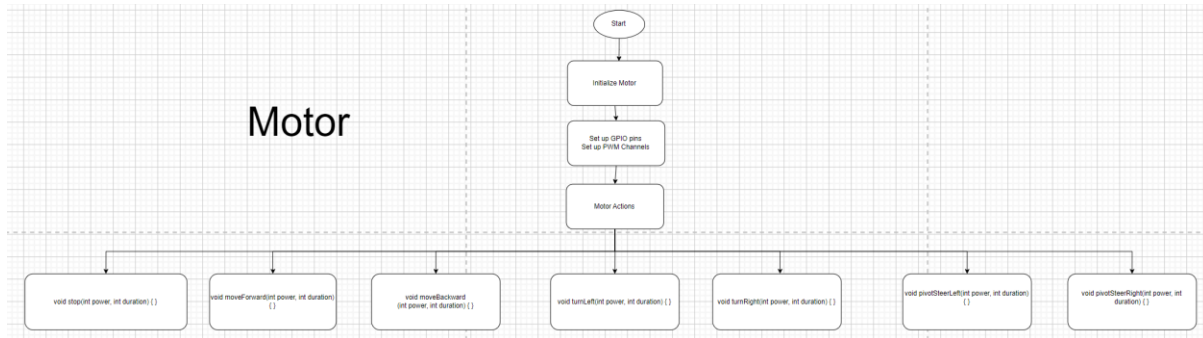 Start
Initialize Motor
Motor
Set up GPIO pins
Set up PWM Channels
Motor Actions
void stop(int power, int duration) { }
void moveForward(int power, int duration)
{ }
void moveBackward
(int power, int duration) { }
void turnLeft(int power, int duration) { }
void turnRight(int power, int duration) { }
void pivotSteerLeft(int power, int
duration) { }
void pivotSteerRight(int power, int
duration) { }